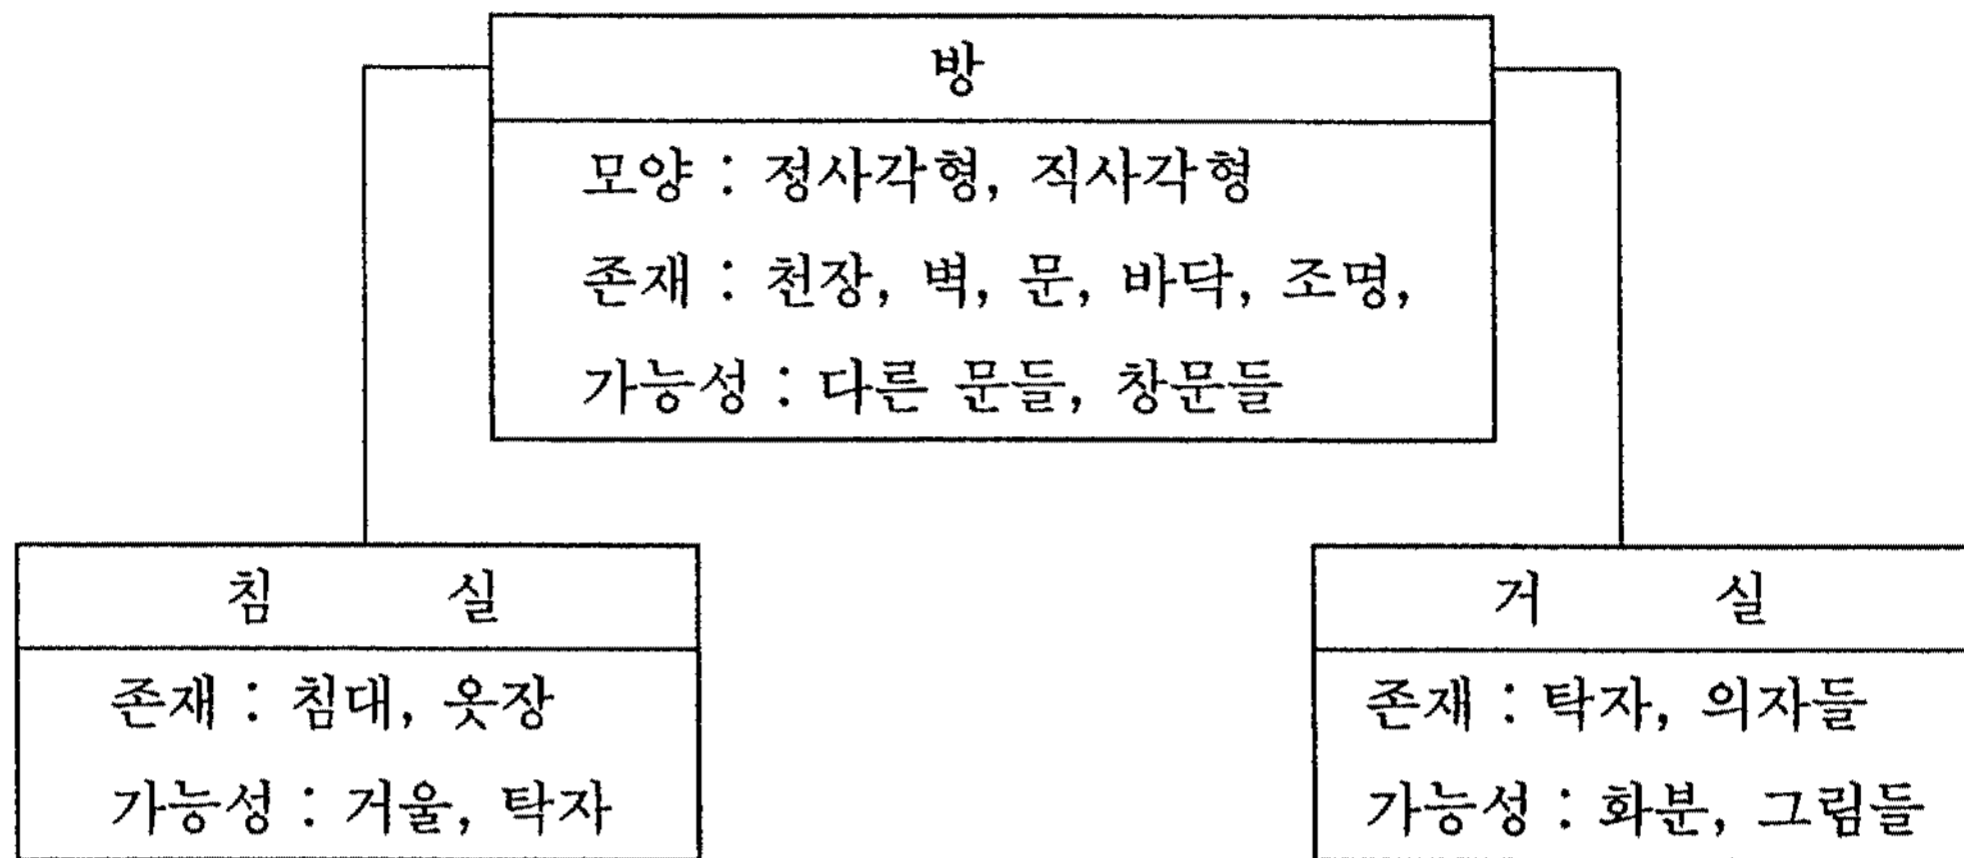 방
모양 : 정사각형, 직사각형
존재 : 천장, 벽, 문, 바닥, 조명,
가능성 : 다른 문들, 창문들
침 실
존재 : 침대, 옷장
가능성 : 거울, 탁자
거 실
존재 : 탁자, 의자들
가능성 : 화분, 그림들